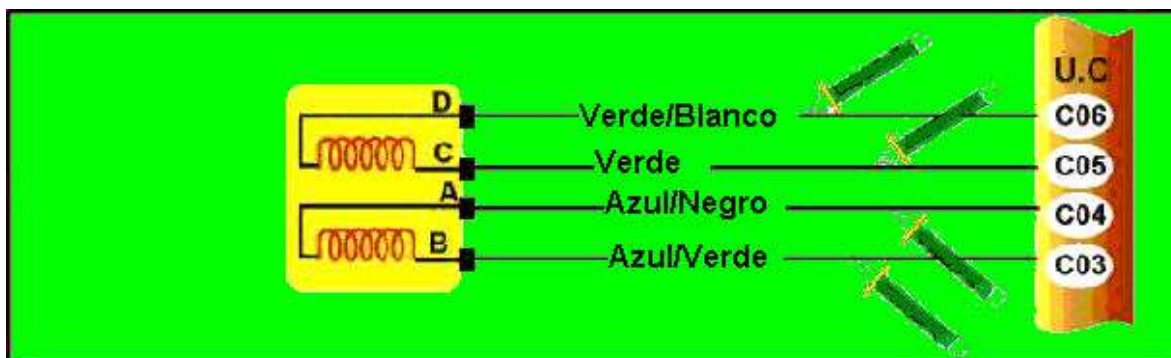 U.C
D Verde/Blanco C06
C Verde C05
A Azul/Negro C04
B Azul/Verde C03